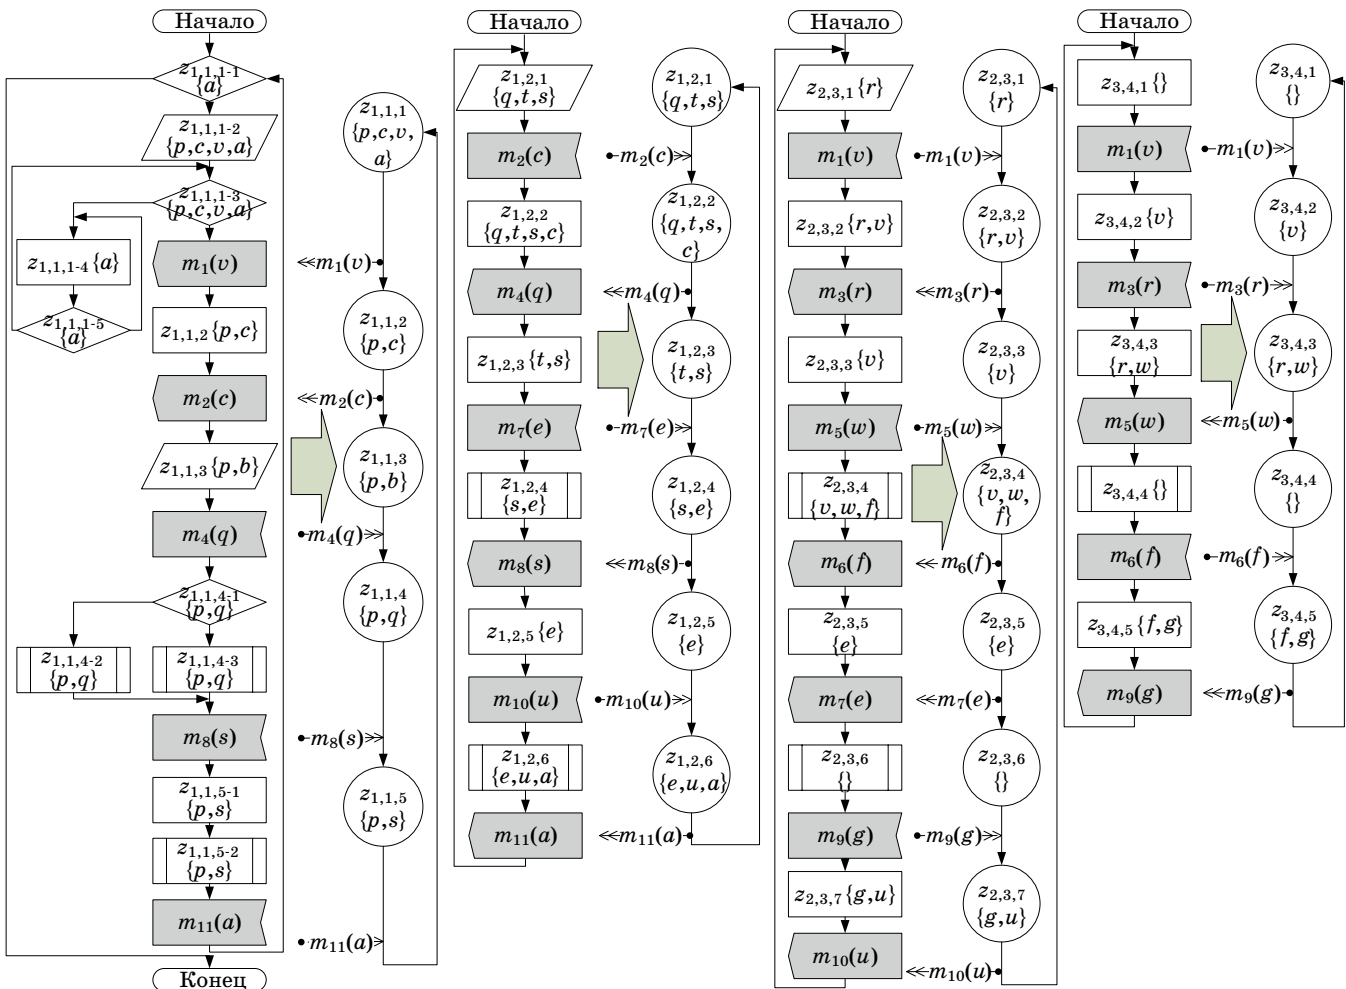 Начало
z1,1,1-1
{a}
z1,1,1-2
{p,c,v,a}
z1,1,1-3
{p,c,v,a}
z1,1,1-4 {a}
z1,1,1-5
{a}
m1(v)
z1,1,2 {p,c}
m2(c)
z1,1,3 {p,b}
m4(q)
z1,1,4-1
{p,q}
z1,1,4-2
{p,q}
z1,1,4-3
{p,q}
m8(s)
z1,1,5-1
{p,s}
z1,1,5-2
{p,s}
m11(a)
Конец
z1,1,1
{p,c,v,
a}
m1(v)
z1,1,2
{p,c}
m2(c)
z1,1,3
{p,b}
m4(q)
z1,1,4
{p,q}
m8(s)
z1,1,5
{p,s}
m11(a)
Начало
z1,2,1
{q,t,s}
m2(c)
z1,2,2
{q,t,s,c}
m4(q)
z1,2,3 {t,s}
m7(e)
z1,2,4
{s,e}
m8(s)
z1,2,5 {e}
m10(u)
z1,2,6
{e,u,a}
m11(a)
z1,2,1
{q,t,s}
m2(c)
z1,2,2
{q,t,s,
c}
m4(q)
z1,2,3
{t,s}
m7(e)
z1,2,4
{s,e}
m8(s)
z1,2,5
{e}
m10(u)
z1,2,6
{e,u,a}
m11(a)
Начало
z2,3,1 {r}
m1(v)
z2,3,2 {r,v}
m3(r)
z2,3,3 {v}
m5(w)
z2,3,4
{v,w,f}
m6(f)
z2,3,5
{e}
m7(e)
z2,3,6
{}
m9(g)
z2,3,7 {g,u}
m10(u)
z2,3,1
{r}
m1(v)
z2,3,2
{r,v}
m3(r)
z2,3,3
{v}
m5(w)
z2,3,4
{v,w,
f}
m6(f)
z2,3,5
{e}
m7(e)
z2,3,6
{}
m9(g)
z2,3,7
{g,u}
m10(u)
Начало
z3,4,1 {}
m1(v)
z3,4,2 {v}
m3(r)
z3,4,3
{r,w}
m5(w)
z3,4,4 {}
m6(f)
z3,4,5 {f,g}
m9(g)
z3,4,1
{}
m1(v)
z3,4,2
{v}
m3(r)
z3,4,3
{r,w}
m5(w)
z3,4,4
{}
m6(f)
z3,4,5
{f,g}
m9(g)